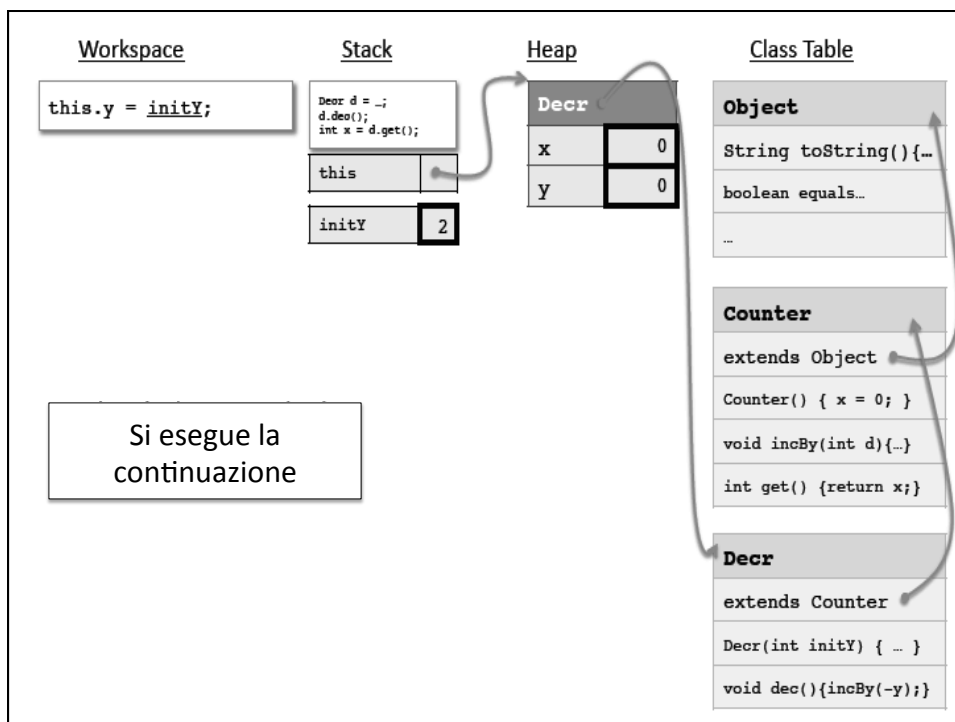 Workspace
Stack
Heap
Class Table
this.y = initY;
Decr d = _;
d.dec();
int x = d.get();
this
initY 2
Decr
x 0
y 0
Object
String toString(){…
boolean equals…
…
Counter
extends Object
Counter() { x = 0; }
void incBy(int d){…}
int get() {return x;}
Decr
extends Counter
Decr(int initY) { … }
void dec(){incBy(-y);}
Si esegue la
continuazione